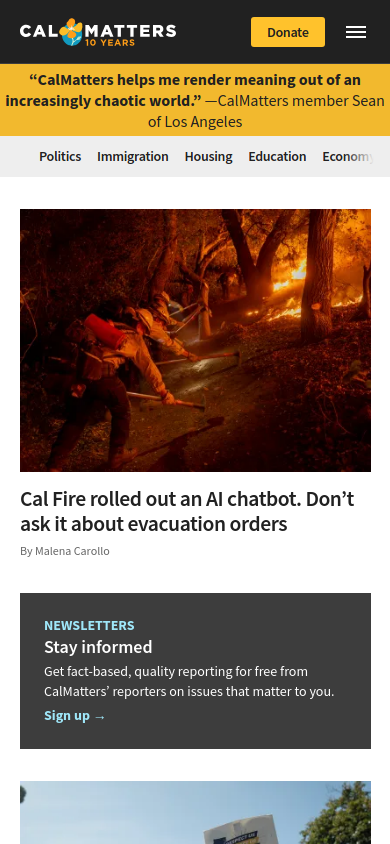 CALMATTERS
10 YEARS
Donate
“CalMatters helps me render meaning out of an
increasingly chaotic world.” —CalMatters member Sean
of Los Angeles
Politics Immigration Housing Education Economy
Cal Fire rolled out an AI chatbot. Don’t
ask it about evacuation orders
By Malena Carollo
NEWSLETTERS
Stay informed
Get fact-based, quality reporting for free from
CalMatters’ reporters on issues that matter to you.
Sign up →